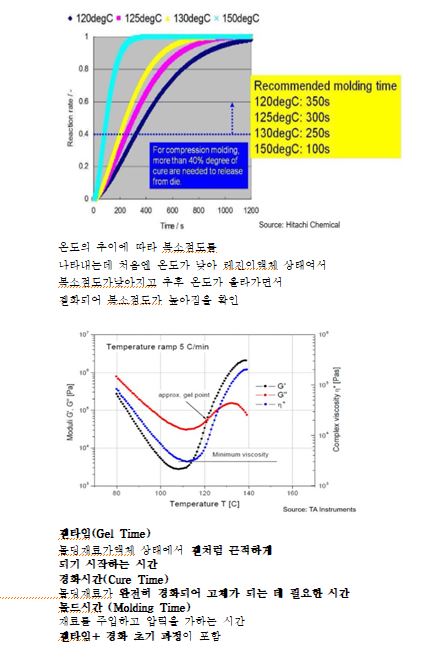 120degC 125degC 130degC 150degC
1
0.8
0.6
0.4
0.2
0
Reaction rate / -
0 200 400 600 800 1000 1200
Time / s
For compression molding,
more than 40% degree of
cure are needed to release
from die.
Recommended molding time
120degC: 350s
125degC: 300s
130degC: 250s
150degC: 100s
Source: Hitachi Chemical
온도의 추이에 따라 복소점도를
나타내는데 처음엔 온도가 낮아 레진이액체 상태여서
복소점도가낮아지고 추후 온도가 올라가면서
겔화되어 복소점도가 높아짐을 확인
Temperature ramp 5 C/min
G'
G"
η*
approx. gel point
Minimum viscosity
Moduli G', G" [Pa]
Complex viscosity η* [Pas]
80 100 120 140 160
Temperature T [C]
Source: TA Instruments
겔타임(Gel Time)
몰딩재료가액체 상태에서 겔처럼 끈적하게
되기 시작하는 시간
경화시간(Cure Time)
몰딩재료가 완전히 경화되어 고체가 되는 데 필요한 시간
몰드시간 (Molding Time)
재료를 주입하고 압력을 가하는 시간
겔타임+ 경화 초기 과정이 포함